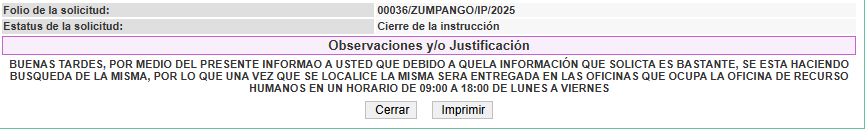 Folio de la solicitud: 00036/ZUMPANGO/IP/2025
Estatus de la solicitud: Cierre de la instrucción
Observaciones y/o Justificación
BUENAS TARDES, POR MEDIO DEL PRESENTE INFORMAO A USTED QUE DEBIDO A QUELA INFORMACIÓN QUE SOLICTA ES BASTANTE, SE ESTA HACIENDO
BUSQUEDA DE LA MISMA, POR LO QUE UNA VEZ QUE SE LOCALICE LA MISMA SERA ENTREGADA EN LAS OFICINAS QUE OCUPA LA OFICINA DE RECURSO
HUMANOS EN UN HORARIO DE 09:00 A 18:00 DE LUNES A VIERNES
Cerrar Imprimir